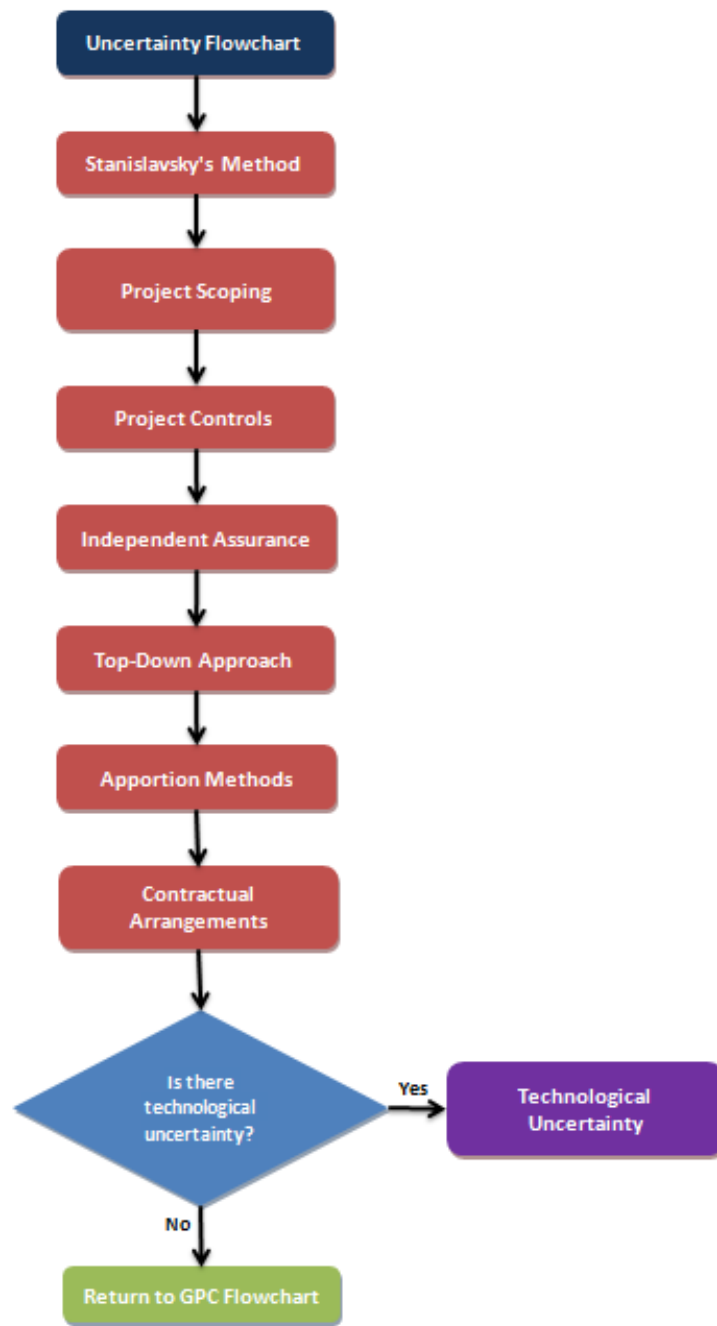 Uncertainty Flowchart
Stanislavsky's Method
Project Scoping
Project Controls
Independent Assurance
Top-Down Approach
Apportion Methods
Contractual
Arrangements
Is there
technological
uncertainty?
Yes
Technological
Uncertainty
No
Return to GPC Flowchart